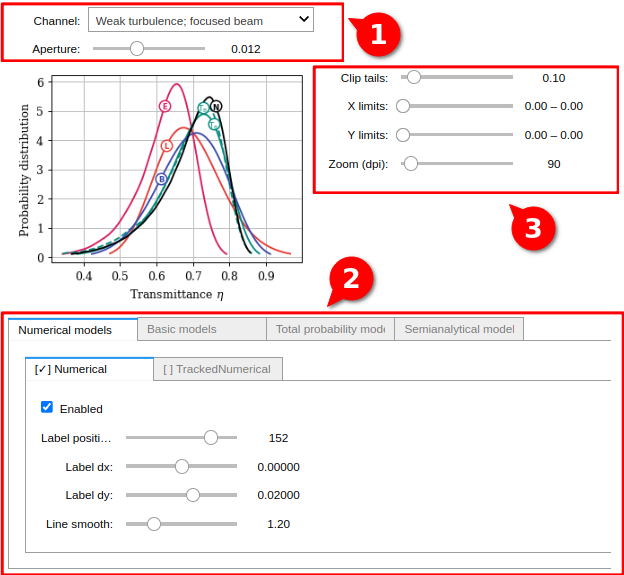 Channel: Weak turbulence; focused beam
Aperture: 0.012
1
Clip tails: 0.10
X limits: 0.00 – 0.00
Y limits: 0.00 – 0.00
Zoom (dpi): 90
3
Probability distribution
6
5
4
3
2
1
0
E
L
B
N
0.4 0.5 0.6 0.7 0.8 0.9
Transmittance η
2
Numerical models Basic models Total probability mode Semianalytical model
[✓] Numerical [ ] TrackedNumerical
Enabled
Label positi... 152
Label dx: 0.00000
Label dy: 0.02000
Line smooth: 1.20